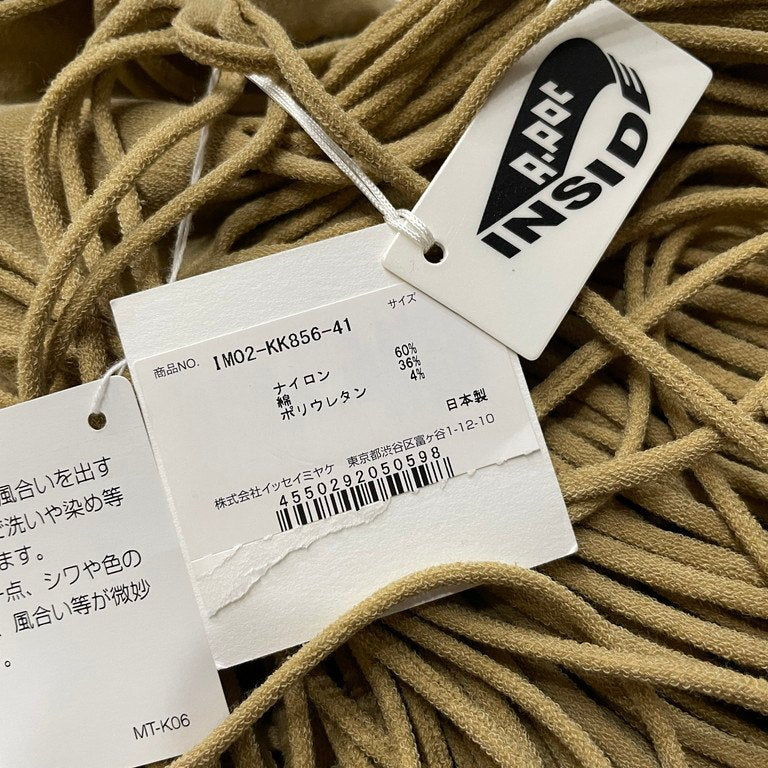 A-POC
INSIDE
サイズ
商品NO. IM02-KK856-41
ナイロン 60%
綿 36%
ポリウレタン 4%
日本製
株式会社イッセイミヤケ 東京都渋谷区富ヶ谷1-12-10
4550292050598
風合いを出す
で洗いや染め等
ます。
一点、シワや色の
、風合い等が微妙
。
MT-K06